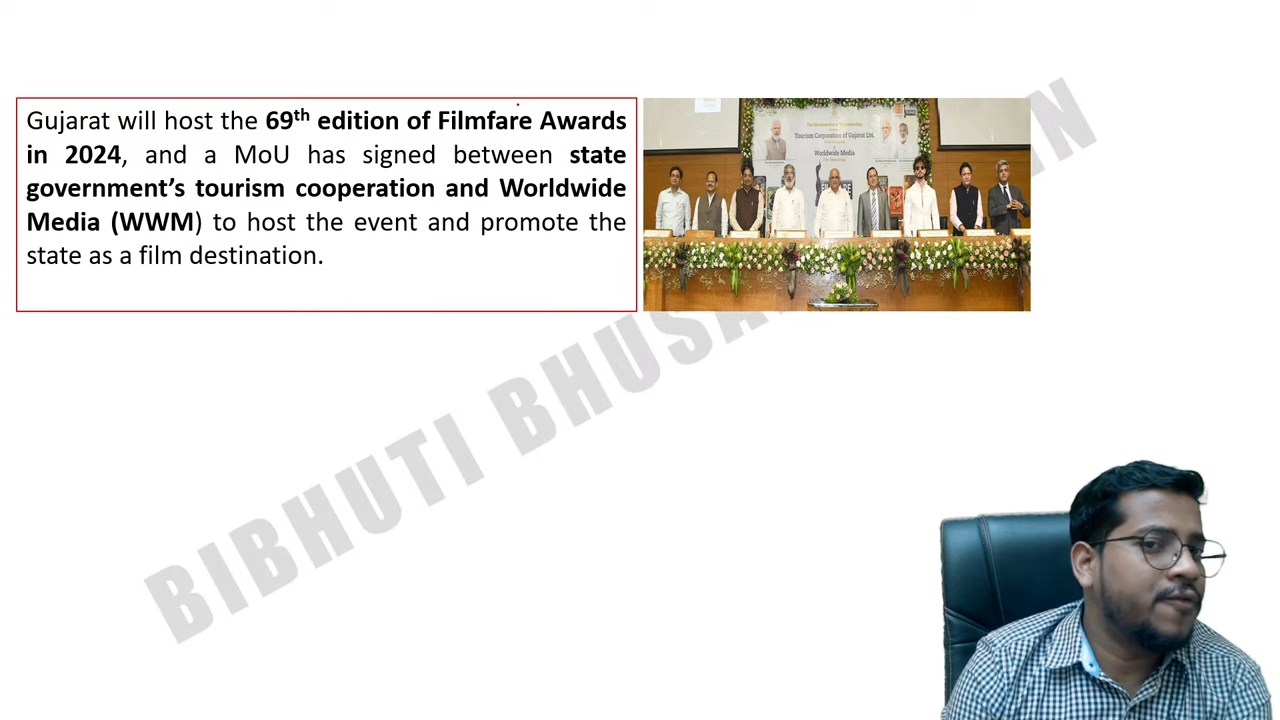 Gujarat will host the 69th edition of Filmfare Awards
in 2024, and a MoU has signed between state
government's tourism cooperation and Worldwide
Media (WWM) to host the event and promote the
state as a film destination.
Tourism Corporation of Gujarat Ltd.
Worldwide Media
BIBHUTI BHUSA
IN